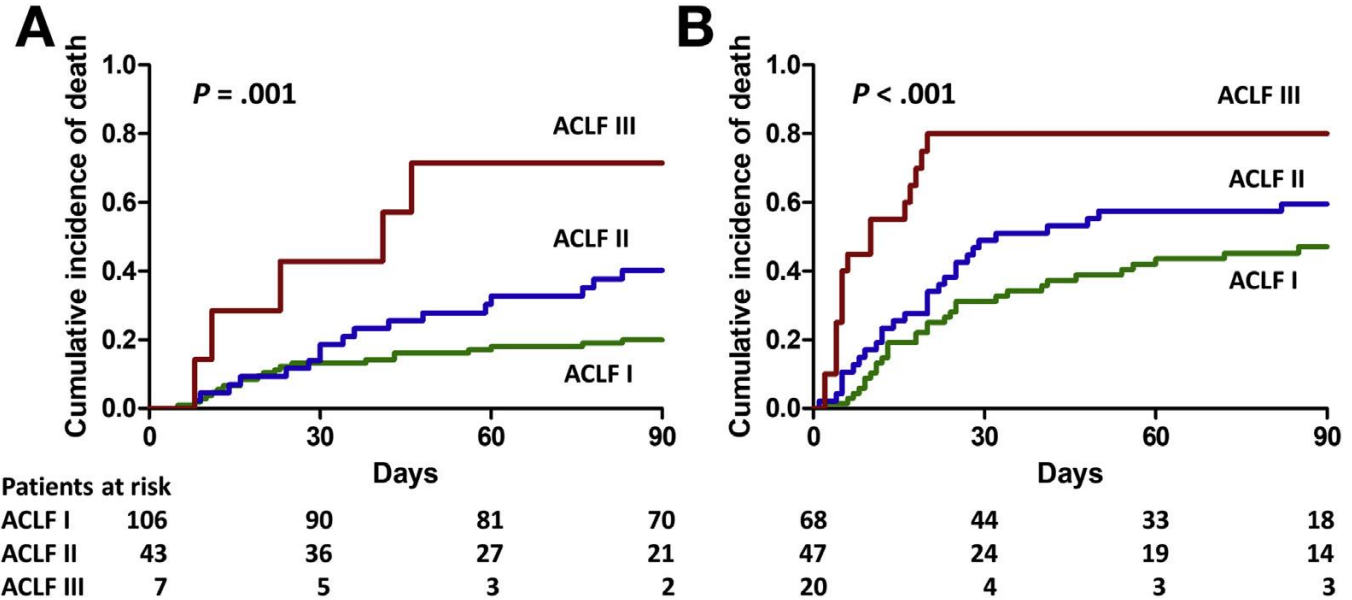 A
Cumulative incidence of death
1.0
0.8
0.6
0.4
0.2
0.0
P = .001
ACLF III
ACLF II
ACLF I
0 30 60 90
Days
B
Cumulative incidence of death
1.0
0.8
0.6
0.4
0.2
0.0
P < .001
ACLF III
ACLF II
ACLF I
0 30 60 90
Days
Patients at risk
ACLF I 106 90 81 70 68 44 33 18
ACLF II 43 36 27 21 47 24 19 14
ACLF III 7 5 3 2 20 4 3 3